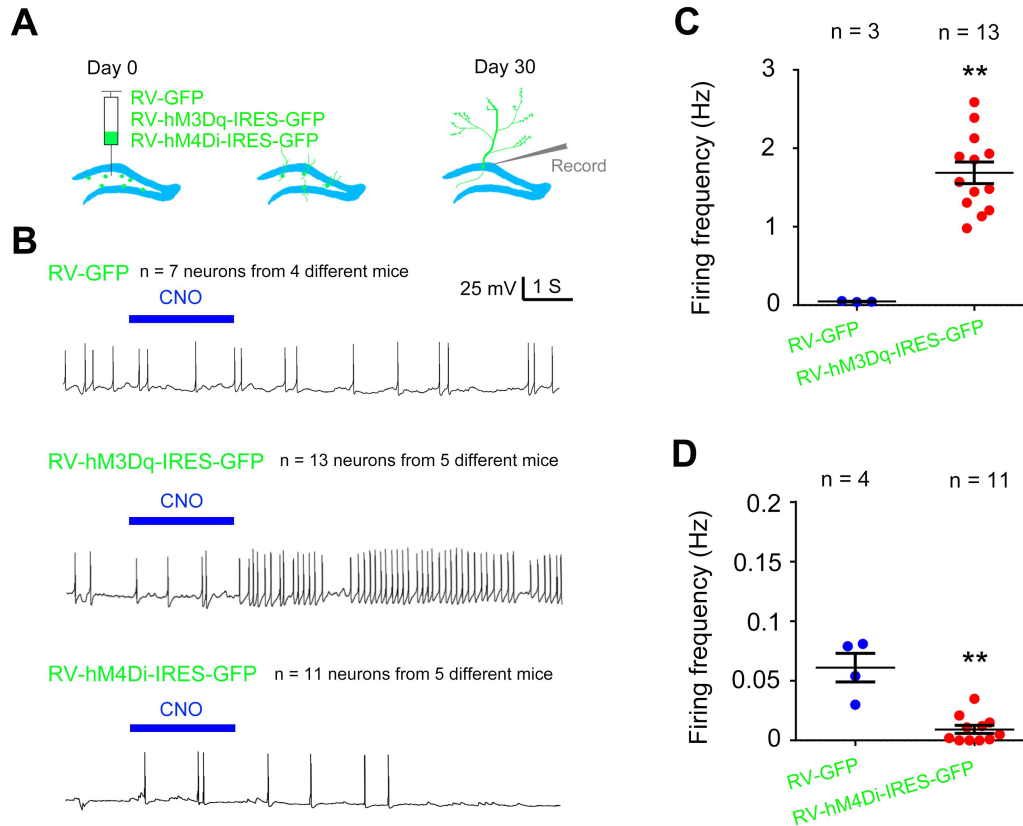 A
Day 0
RV-GFP
RV-hM3Dq-IRES-GFP
RV-hM4Di-IRES-GFP
Day 30
Record
B
RV-GFP n = 7 neurons from 4 different mice
CNO
25 mV 1 S
RV-hM3Dq-IRES-GFP n = 13 neurons from 5 different mice
CNO
RV-hM4Di-IRES-GFP n = 11 neurons from 5 different mice
CNO
C
n = 3 n = 13
**
Firing frequency (Hz)
3
2
1
0
RV-GFP
RV-hM3Dq-IRES-GFP
D
n = 4 n = 11
**
Firing frequency (Hz)
0.2
0.15
0.1
0.05
0
RV-GFP
RV-hM4Di-IRES-GFP